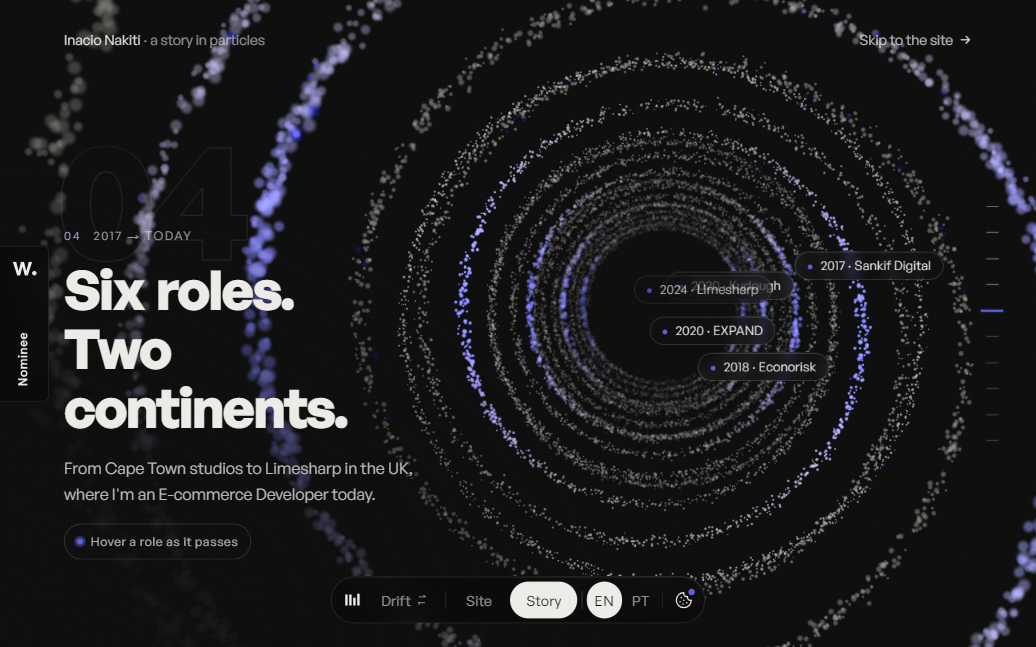 Inacio Nakiti · a story in particles
Skip to the site →
04
04 2017 → TODAY
W.
Nominee
Six roles.
Two
continents.
From Cape Town studios to Limesharp in the UK,
where I'm an E-commerce Developer today.
Hover a role as it passes
2017 · Sankif Digital
2024 · Limesharp
2020 · EXPAND
2018 · Econorisk
Drift
Site
Story
EN
PT